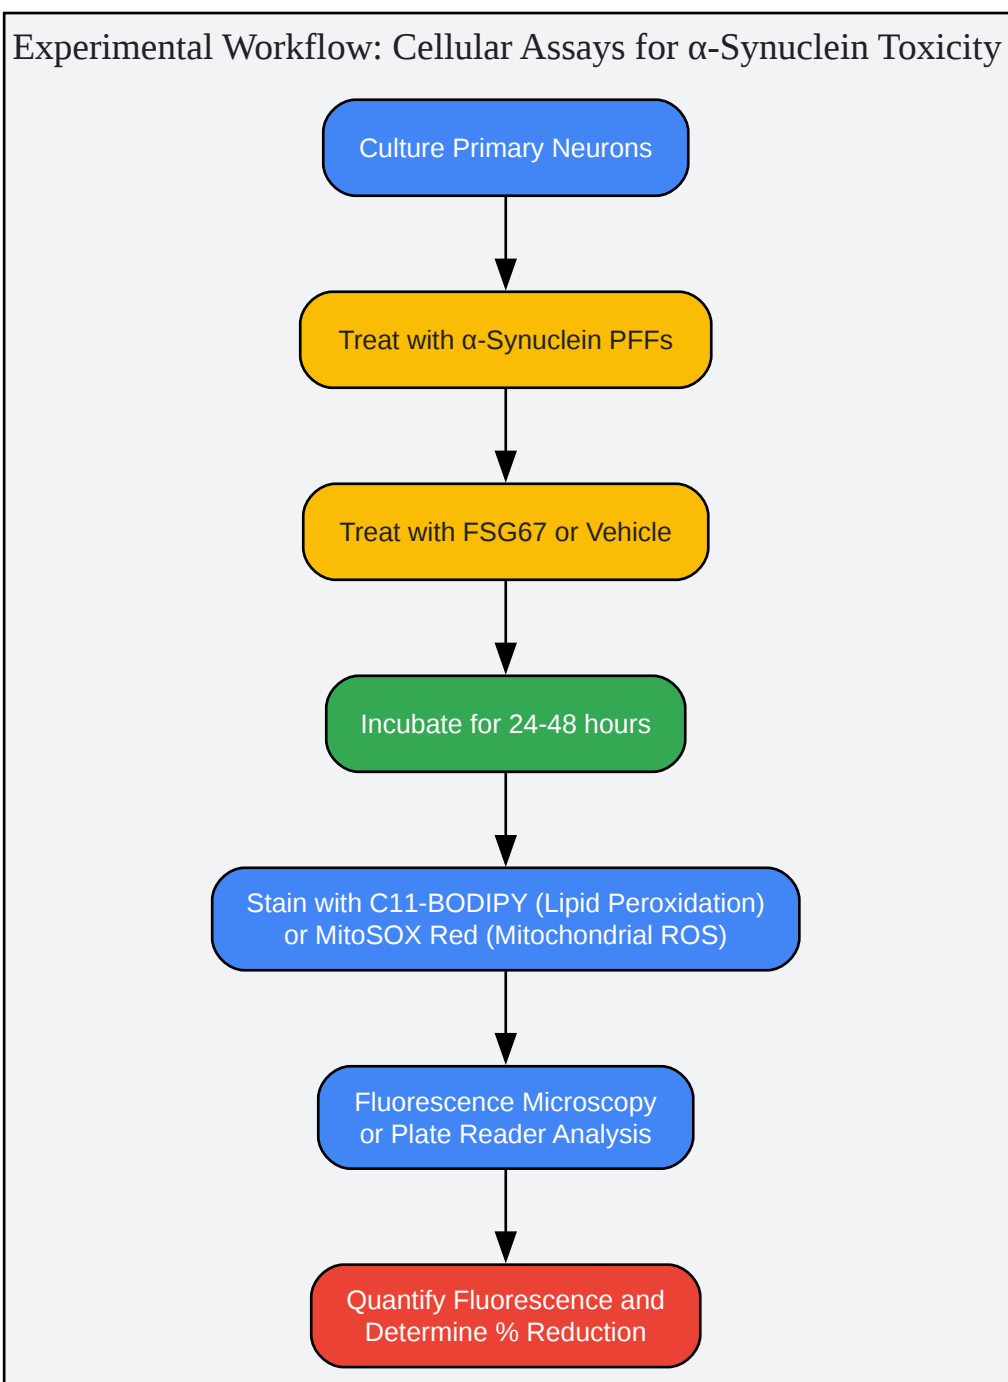 Experimental Workflow: Cellular Assays for α-Synuclein Toxicity
Culture Primary Neurons
Treat with α-Synuclein PFFs
Treat with FSG67 or Vehicle
Incubate for 24-48 hours
Stain with C11-BODIPY (Lipid Peroxidation)
or MitoSOX Red (Mitochondrial ROS)
Fluorescence Microscopy
or Plate Reader Analysis
Quantify Fluorescence and
Determine % Reduction